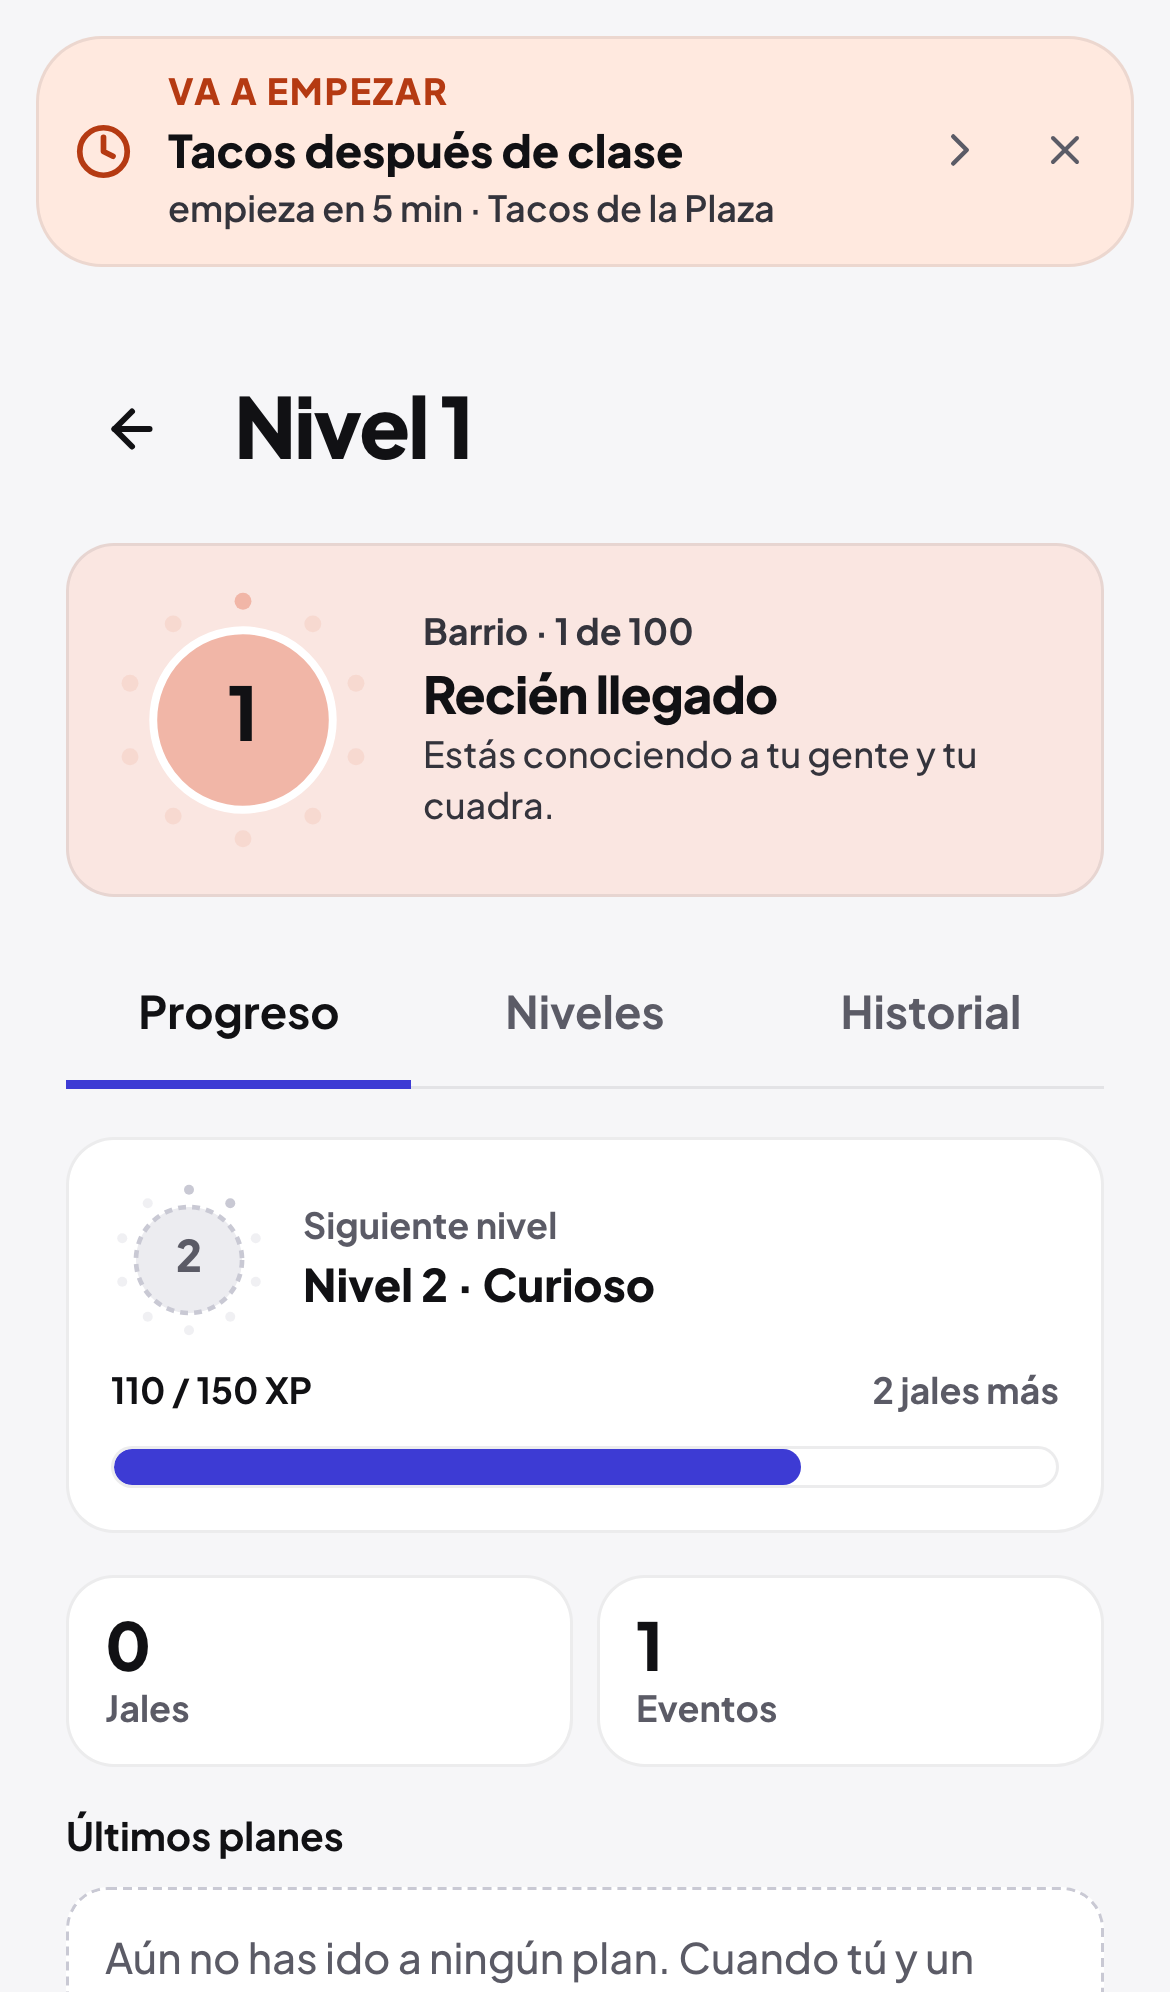 VA A EMPEZAR
Tacos después de clase
empieza en 5 min · Tacos de la Plaza
Nivel 1
1
Barrio · 1 de 100
Recién llegado
Estás conociendo a tu gente y tu
cuadra.
Progreso
Niveles
Historial
2
Siguiente nivel
Nivel 2 · Curioso
110 / 150 XP
2 jales más
0
Jales
1
Eventos
Últimos planes
Aún no has ido a ningún plan. Cuando tú y un